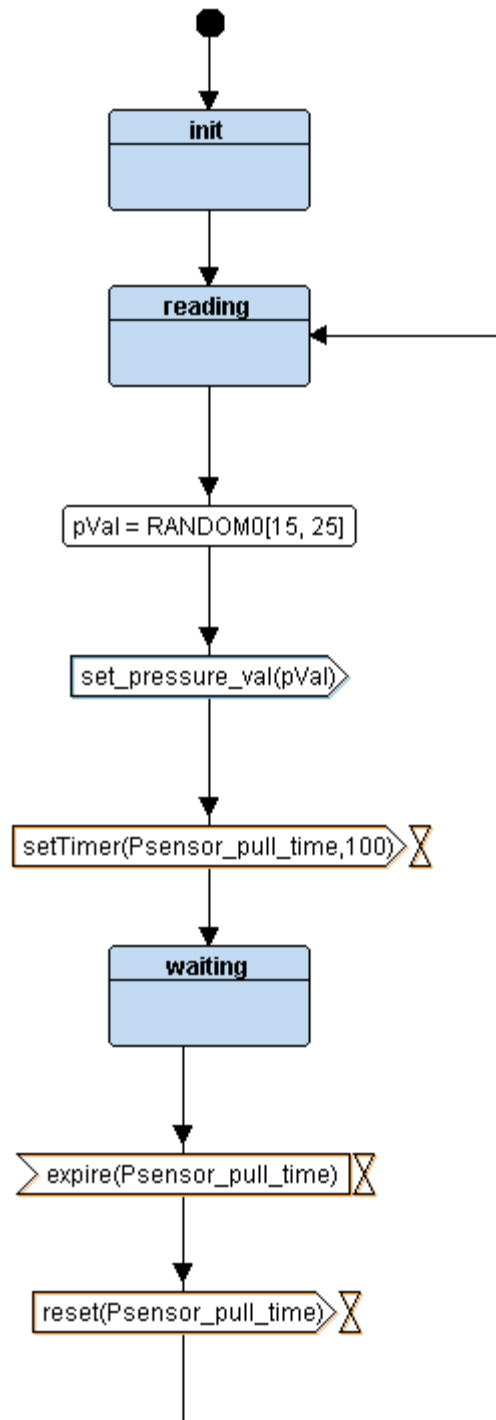 init
reading
pVal = RANDOM0[15, 25]
set_pressure_val(pVal)
setTimer(Psensor_pull_time,100)
waiting
expire(Psensor_pull_time)
reset(Psensor_pull_time)